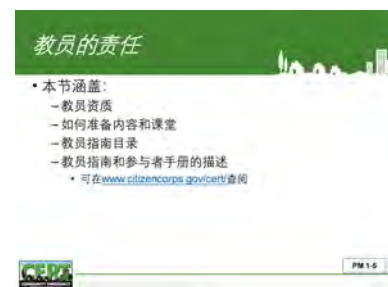 教员的责任
• 本节涵盖：
–教员资质
–如何准备内容和课堂
–教员指南目录
–教员指南和参与者手册的描述
• 可在www.citizencorps.gov/cert/查阅
CERT
PM 1-5